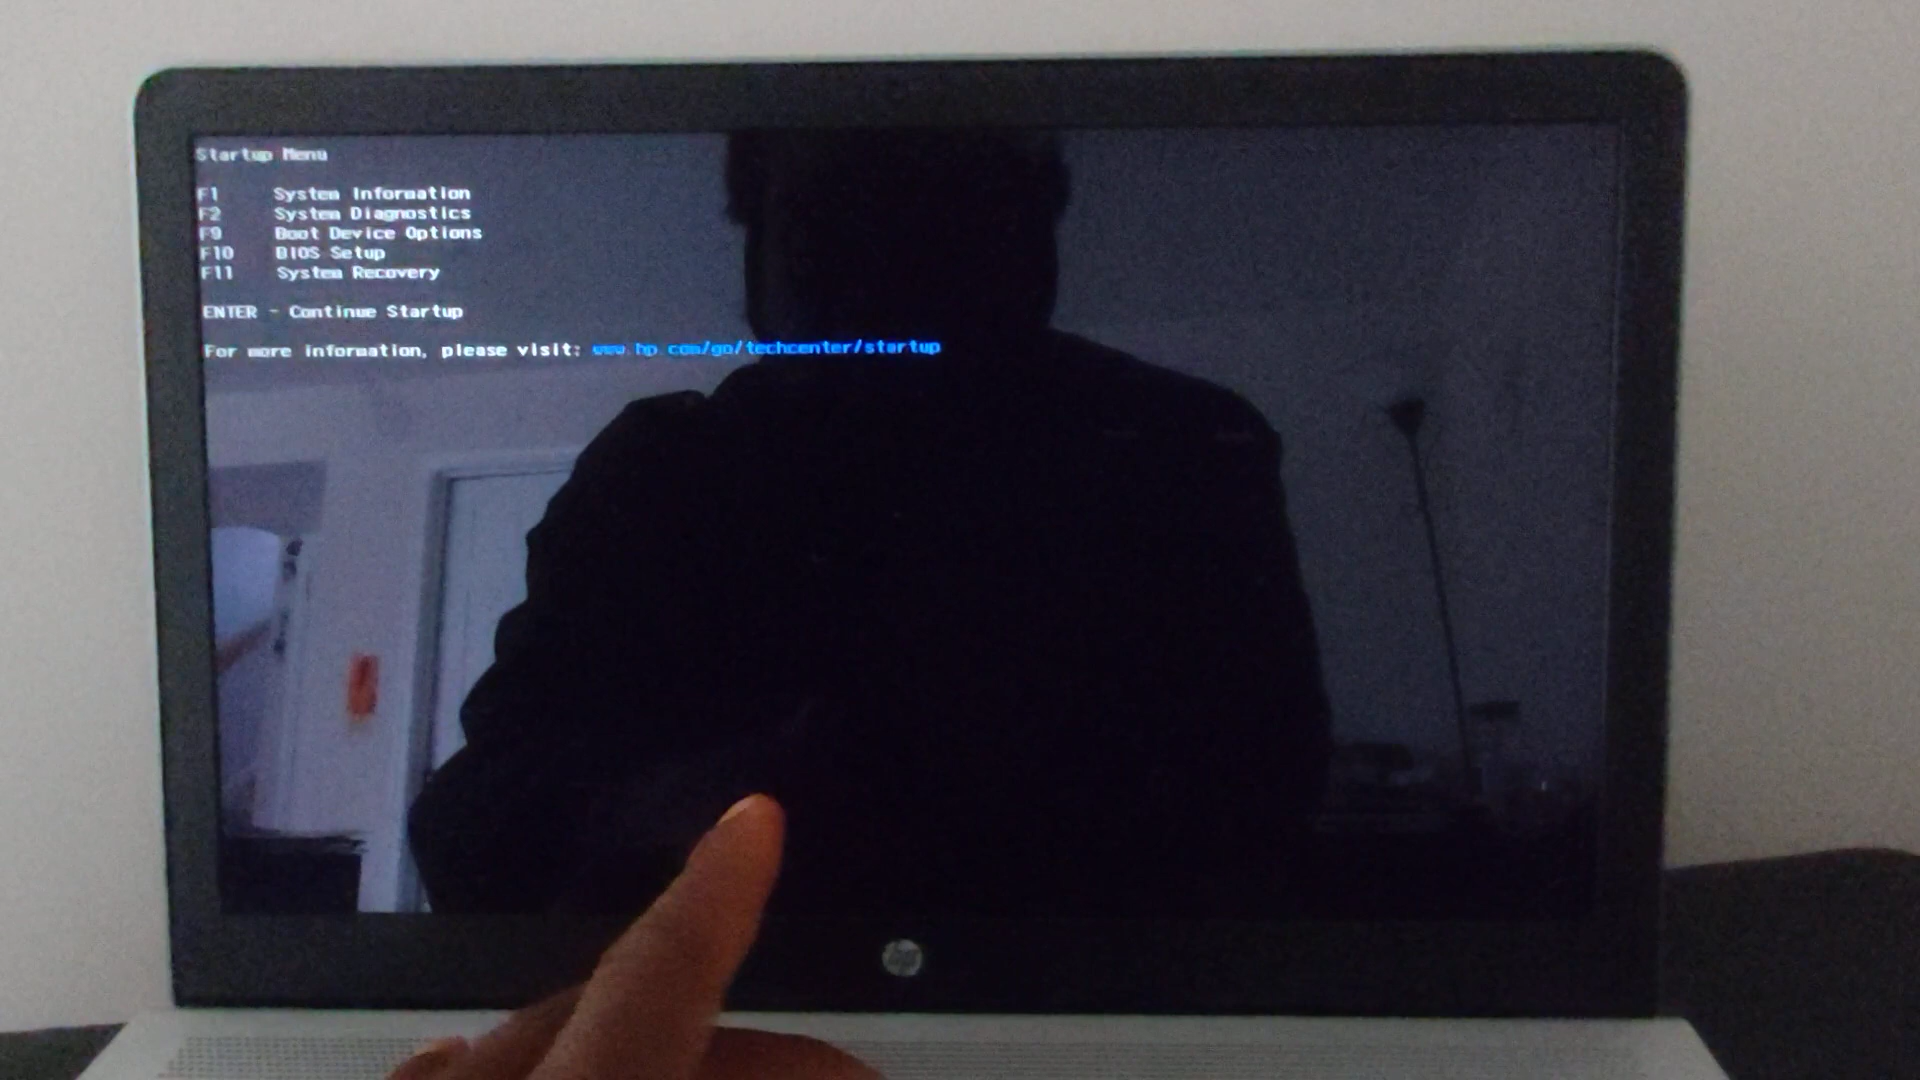 Startup Menu
F1 System Information
F2 System Diagnostics
F9 Boot Device Options
F10 BIOS Setup
F11 System Recovery
ENTER - Continue Startup
For more information, please visit: www.hp.com/go/techcenter/startup
hp